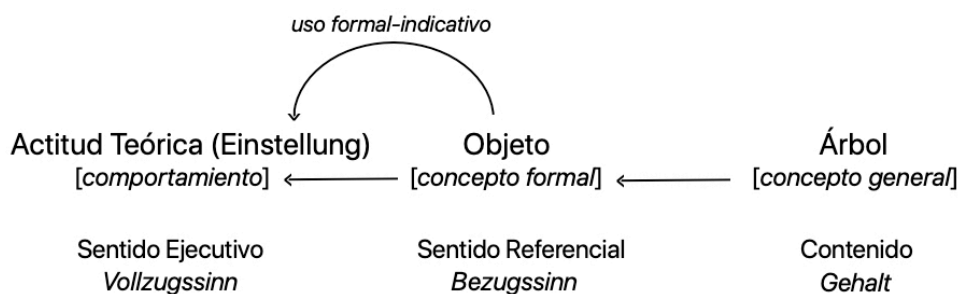 uso formal-indicativo
Actitud Teórica (Einstellung) Objeto Árbol
[comportamiento] [concepto formal] [concepto general]
Sentido Ejecutivo Sentido Referencial Contenido
Vollzugssinn Bezugssinn Gehalt